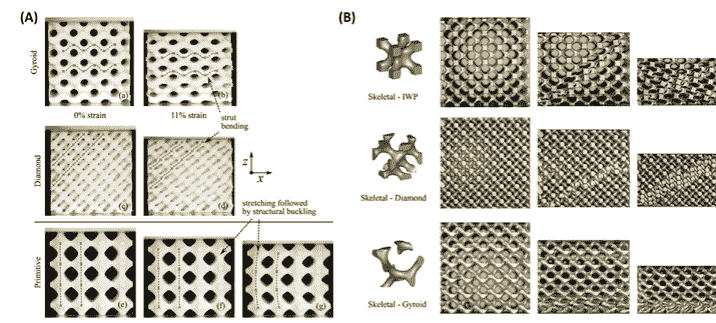 (A)
Gyroid
(a)
(b)
0% strain
11% strain
strut
bending
Diamond
(c)
(d)
z
x
stretching followed
by structural buckling
Primitive
(e)
(f)
(g)
(B)
Skeletal - IWP
Skeletal - Diamond
Skeletal - Gyroid